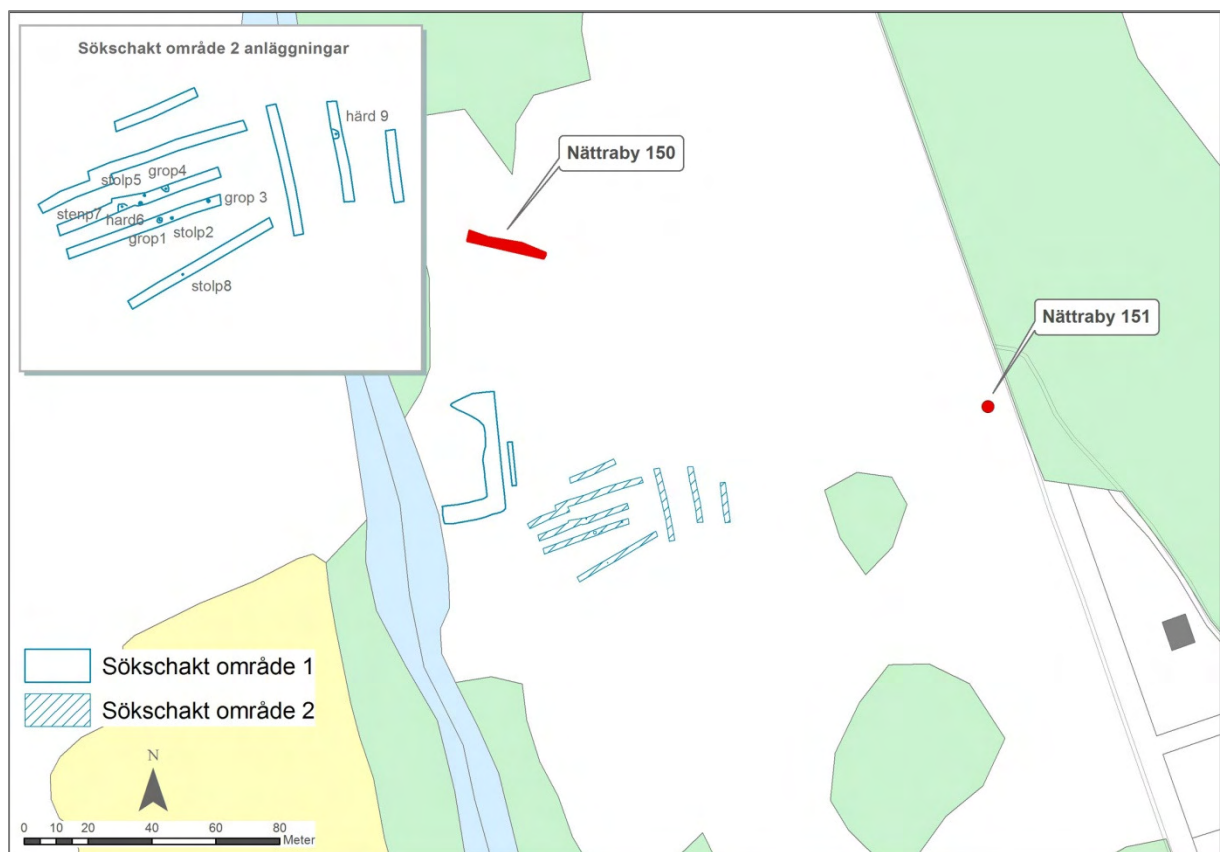 Sökschakt område 2 anläggningar
härd 9
stolp5
grop4
stenp7
härd6
grop 3
grop1
stolp2
stolp8
Nättraby 150
Nättraby 151
Sökschakt område 1
Sökschakt område 2
N
0 10 20 40 60 80
Meter